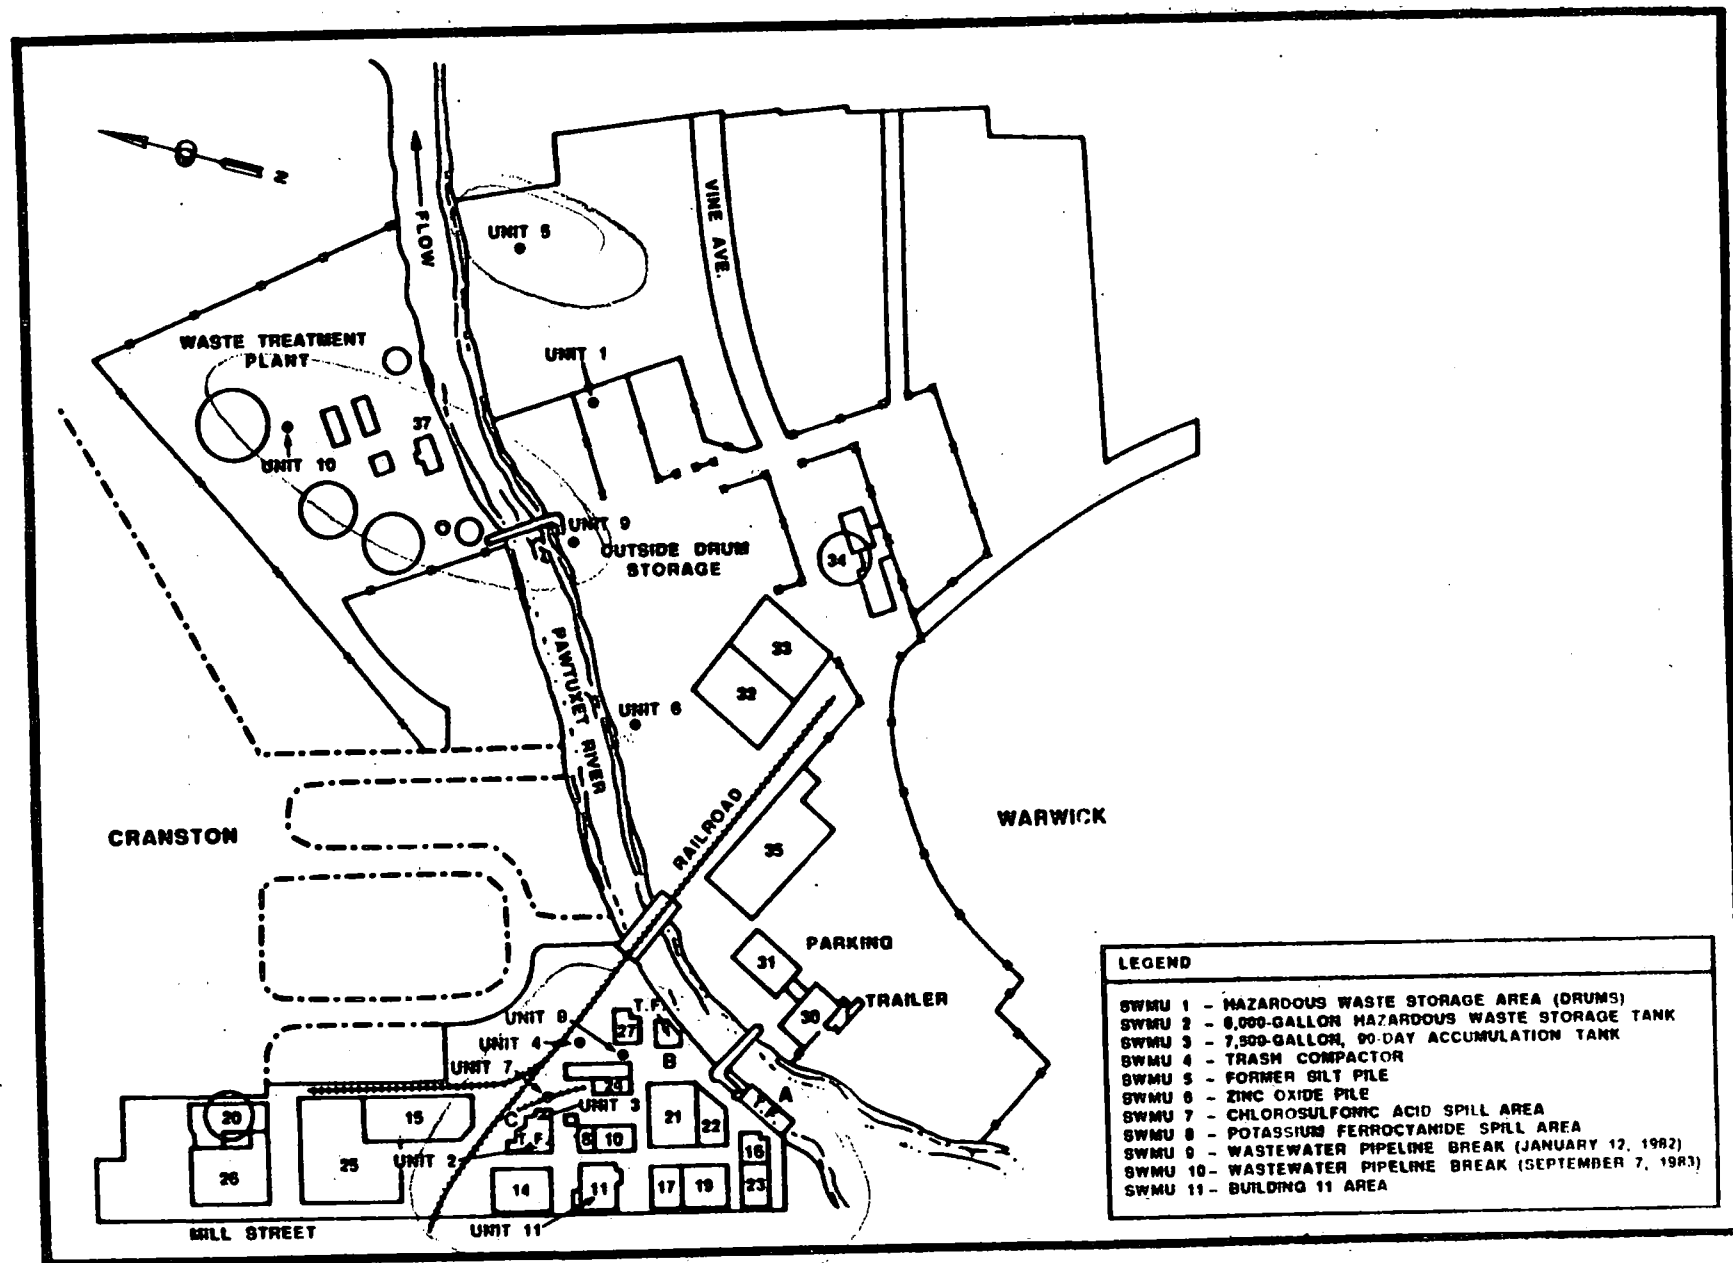 N
FLOW
VINE AVE.
UNIT 5
WASTE TREATMENT
PLANT
UNIT 1
37
UNIT 10
UNIT 9
OUTSIDE DRUM
STORAGE
34
33
32
PAWTUXET RIVER
UNIT 6
RAILROAD
CRANSTON
WARWICK
35
PARKING
31
TRAILER
30
T.F.
UNIT 8
27
UNIT 4
B
UNIT 7
24
A
T.F.
C
UNIT 3
20
15
21
22
T.F.
8
10
UNIT 2
16
25
26
14
11
17
19
23
MILL STREET
UNIT 11
LEGEND
SWMU 1 - HAZARDOUS WASTE STORAGE AREA (DRUMS)
SWMU 2 - 6,000-GALLON HAZARDOUS WASTE STORAGE TANK
SWMU 3 - 7,500-GALLON, 90-DAY ACCUMULATION TANK
SWMU 4 - TRASH COMPACTOR
SWMU 5 - FORMER SILT PILE
SWMU 6 - ZINC OXIDE PILE
SWMU 7 - CHLOROSULFONIC ACID SPILL AREA
SWMU 8 - POTASSIUM FERROCYANIDE SPILL AREA
SWMU 9 - WASTEWATER PIPELINE BREAK (JANUARY 12, 1982)
SWMU 10 - WASTEWATER PIPELINE BREAK (SEPTEMBER 7, 1983)
SWMU 11 - BUILDING 11 AREA